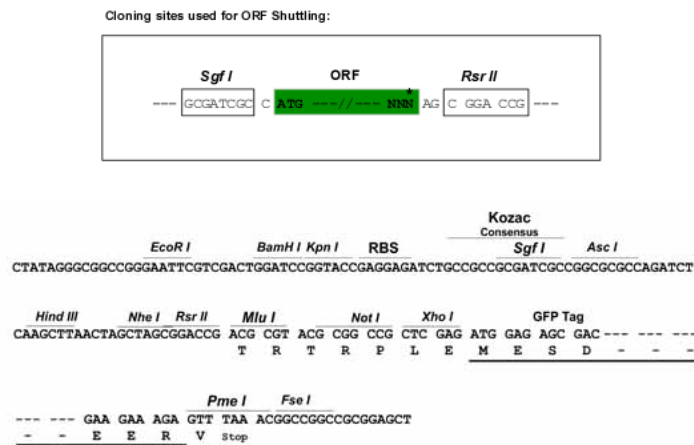 Cloning sites used for ORF Shuttling:
Sgf I ORF Rsr II
--- GCGATCGC C ATG ---//--- NNN* AG C GGA CCG ---
Kozac
Consensus
EcoR I BamH I Kpn I RBS Sgf I Asc I
CTATAGGGCGGCCGGGAATTCGTCGACTGGATCCGGTACCGAGGAGATCTGCCGCCGCGATCGCCGGCGCGCCAGATCT
Hind III Nhe I Rsr II Mlu I Not I Xho I GFP Tag
CAAGCTTAACTAGCTAGCGGACCG ACG CGT ACG CGG CCG CTC GAG ATG GAG AGC GAC--- ------
T R T R P L E M E S D - - -
Pme I Fse I
--- --- GAA GAA AGA GTT TAA ACGGCCGGCCGCGGAGCT
- - E E R V Stop